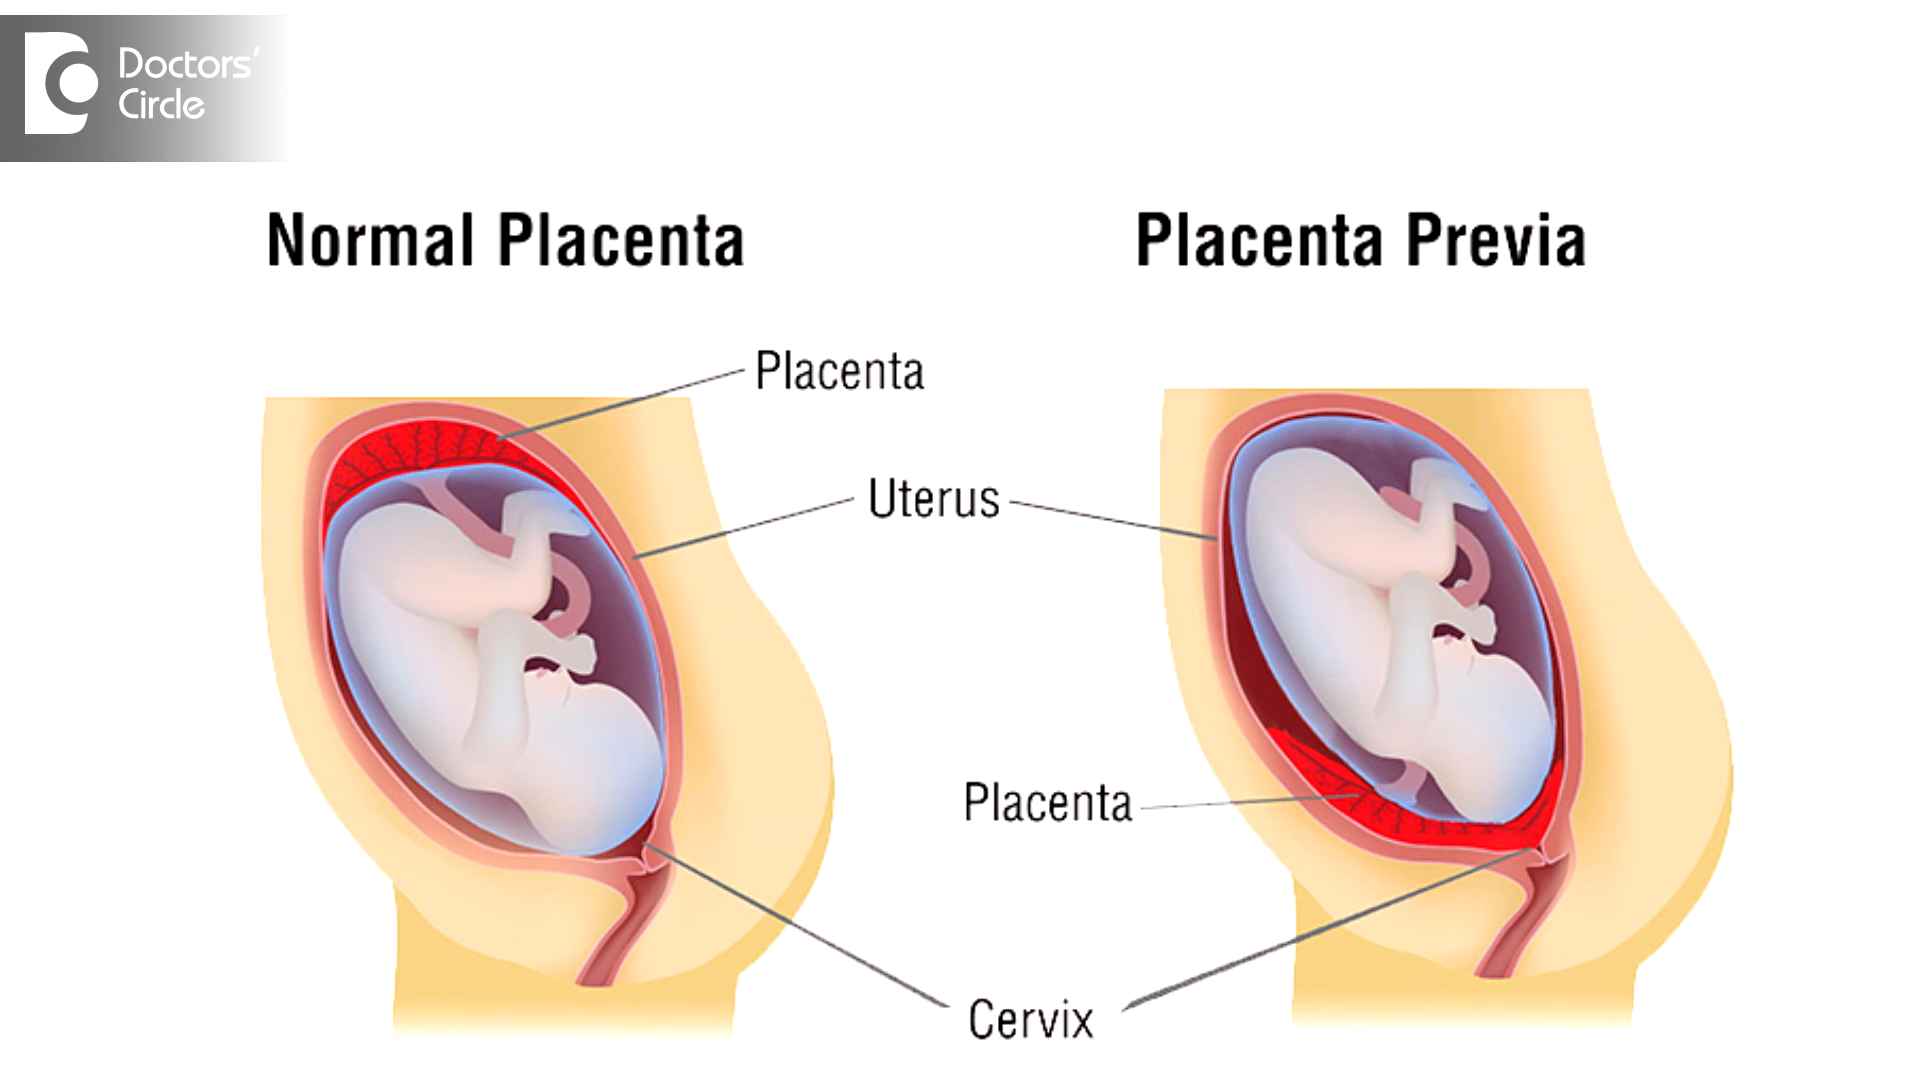 Doctors'
Circle
Normal Placenta
Placenta Previa
Placenta
Uterus
Placenta
Cervix